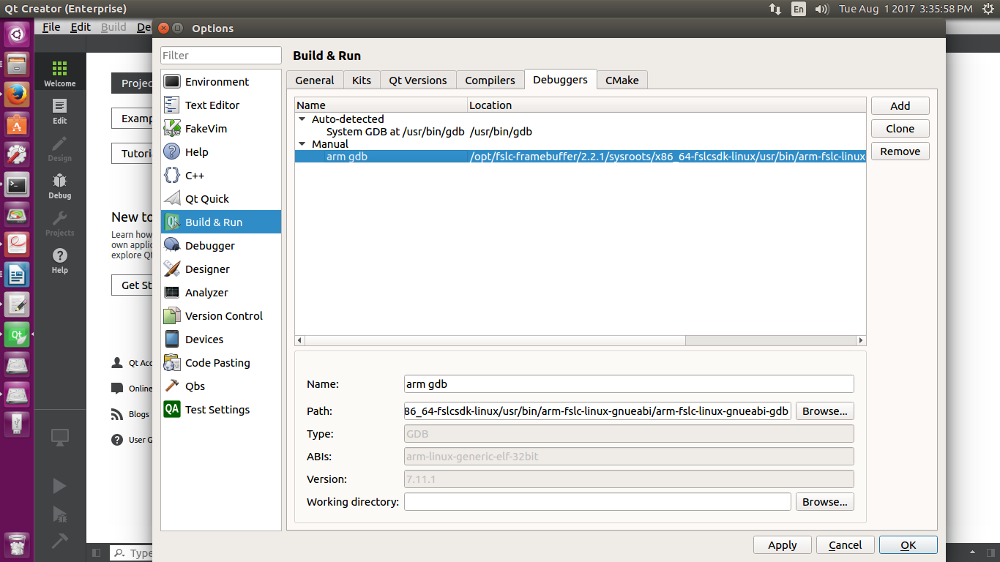 Qt Creator (Enterprise)
En
Tue Aug 1 2017 3:35:58 PM
File Edit Build De
Options
Welcome
Edit
Design
Debug
Projects
Help
Projec
Examp
Tutoria
New to
Learn how
own applic
explore Qt
Get St
Qt Acc
Online
Blogs
User G
Type
Filter
Environment
Text Editor
FakeVim
Help
C++
Qt Quick
Build & Run
Debugger
Designer
Analyzer
Version Control
Devices
Code Pasting
Qbs
QA
Test Settings
Build & Run
General Kits Qt Versions Compilers Debuggers CMake
Name Location
Auto-detected
System GDB at /usr/bin/gdb /usr/bin/gdb
Manual
arm gdb /opt/fslc-framebuffer/2.2.1/sysroots/x86_64-fslcsdk-linux/usr/bin/arm-fslc-linux-
Add
Clone
Remove
Name: arm gdb
Path: 86_64-fslcsdk-linux/usr/bin/arm-fslc-linux-gnueabi/arm-fslc-linux-gnueabi-gdb Browse...
Type: GDB
ABIs: arm-linux-generic-elf-32bit
Version: 7.11.1
Working directory: Browse...
Apply Cancel OK